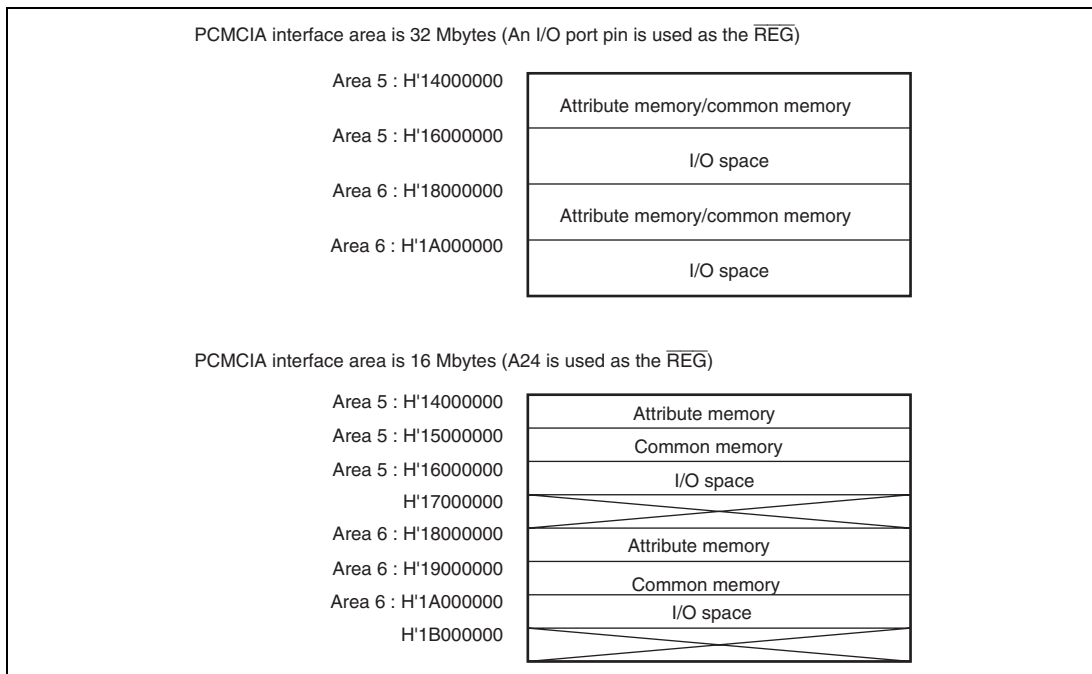 PCMCIA interface area is 32 Mbytes (An I/O port pin is used as the R̅E̅G̅)
Area 5 : H'14000000
Attribute memory/common memory
Area 5 : H'16000000
I/O space
Area 6 : H'18000000
Attribute memory/common memory
Area 6 : H'1A000000
I/O space
PCMCIA interface area is 16 Mbytes (A24 is used as the R̅E̅G̅)
Area 5 : H'14000000
Attribute memory
Area 5 : H'15000000
Common memory
Area 5 : H'16000000
I/O space
H'17000000
Area 6 : H'18000000
Attribute memory
Area 6 : H'19000000
Common memory
Area 6 : H'1A000000
I/O space
H'1B000000